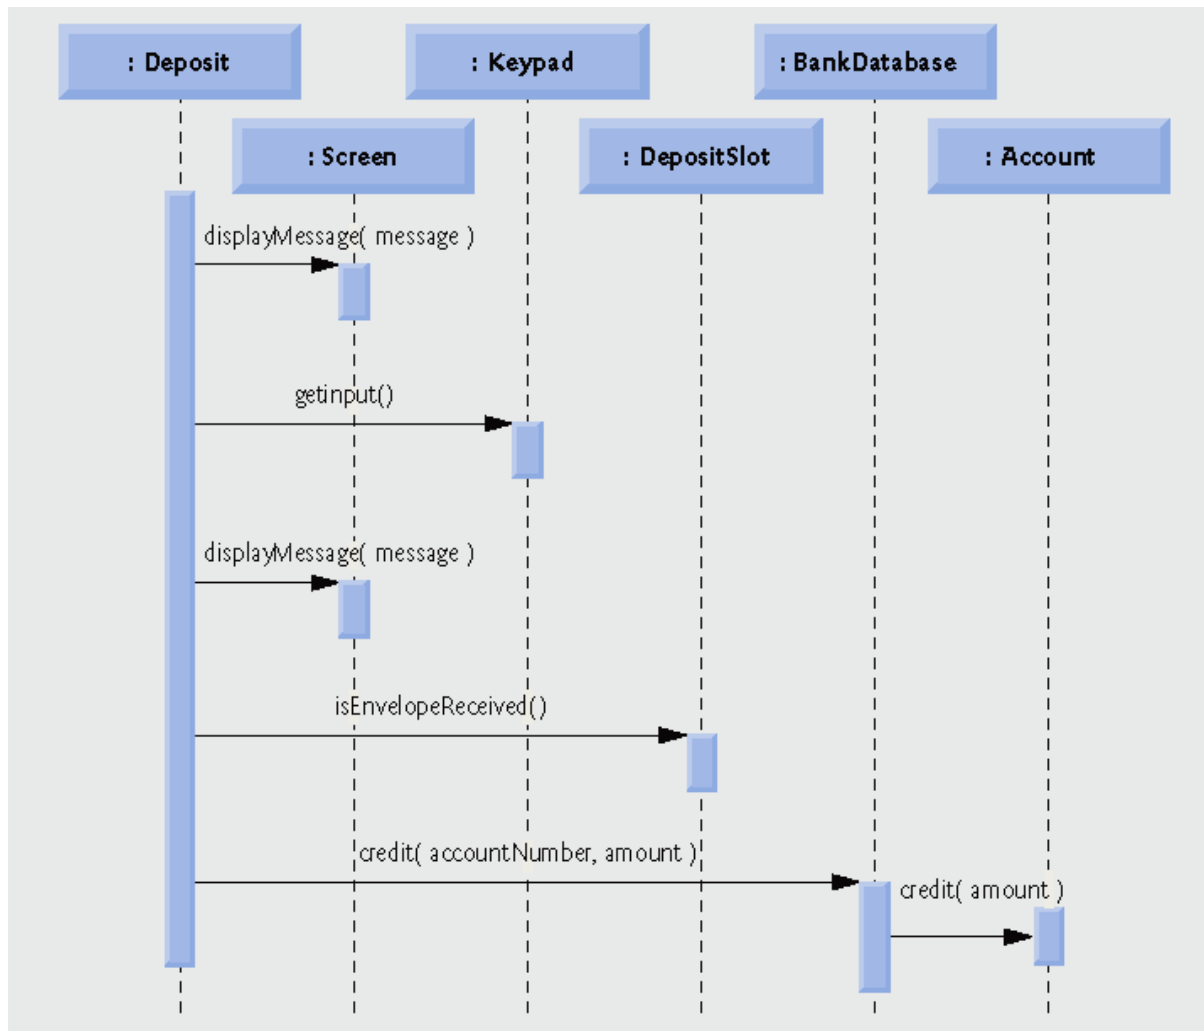 : Deposit
: Keypad
: BankDatabase
: Screen
: DepositSlot
: Account
displayMessage( message )
getinput()
displayMessage( message )
isEnvelopeReceived()
credit( accountNumber, amount )
credit( amount )